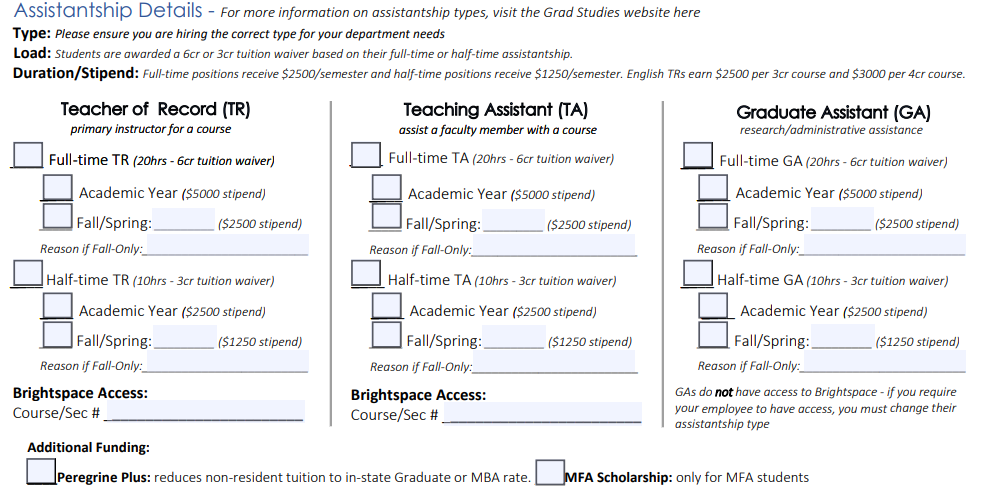 Assistantship Details - For more information on assistantship types, visit the Grad Studies website here
Type: Please ensure you are hiring the correct type for your department needs
Load: Students are awarded a 6cr or 3cr tuition waiver based on their full-time or half-time assistantship.
Duration/Stipend: Full-time positions receive $2500/semester and half-time positions receive $1250/semester. English TRs earn $2500 per 3cr course and $3000 per 4cr course.
Teacher of Record (TR)
primary instructor for a course
Full-time TR (20hrs - 6cr tuition waiver)
Academic Year ($5000 stipend)
Fall/Spring: ($2500 stipend)
Reason if Fall-Only:
Half-time TR (10hrs - 3cr tuition waiver)
Academic Year ($2500 stipend)
Fall/Spring: ($1250 stipend)
Reason if Fall-Only:
Brightspace Access:
Course/Sec #
Teaching Assistant (TA)
assist a faculty member with a course
Full-time TA (20hrs - 6cr tuition waiver)
Academic Year ($5000 stipend)
Fall/Spring: ($2500 stipend)
Reason if Fall-Only:
Half-time TA (10hrs - 3cr tuition waiver)
Academic Year ($2500 stipend)
Fall/Spring: ($1250 stipend)
Reason if Fall-Only:
Brightspace Access:
Course/Sec #
Graduate Assistant (GA)
research/administrative assistance
Full-time GA (20hrs - 6cr tuition waiver)
Academic Year ($5000 stipend)
Fall/Spring: ($2500 stipend)
Reason if Fall-Only:
Half-time GA (10hrs - 3cr tuition waiver)
Academic Year ($2500 stipend)
Fall/Spring: ($1250 stipend)
Reason if Fall-Only:
GAs do not have access to Brightspace - if you require
your employee to have access, you must change their
assistantship type
Additional Funding:
Peregrine Plus: reduces non-resident tuition to in-state Graduate or MBA rate. MFA Scholarship: only for MFA students